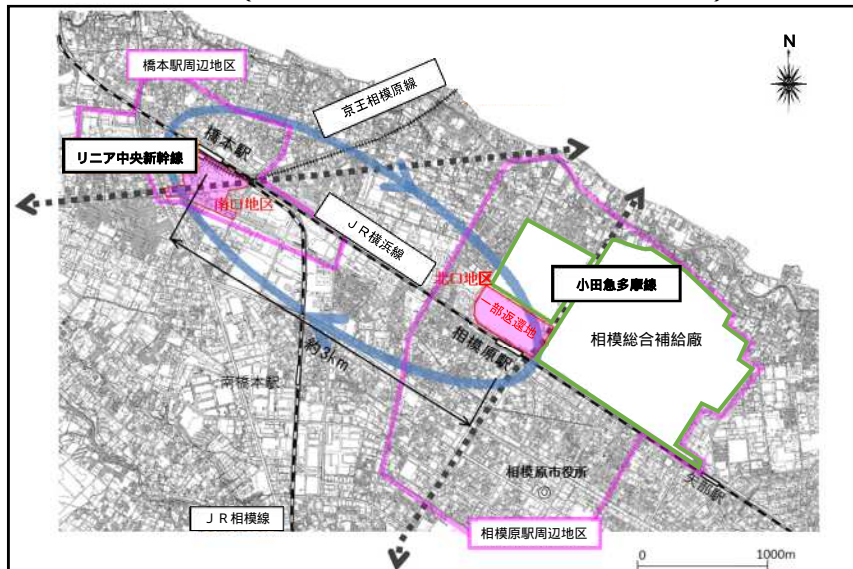 N
橋本駅周辺地区
京王相模原線
橋本駅
リニア中央新幹線
南口地区
JR横浜線
北口地区
小田急多摩線
一部返還地
相模総合補給廠
相模原駅
約3km
南橋本駅
相模原市役所
矢部駅
JR相模線
相模原駅周辺地区
0 1000m